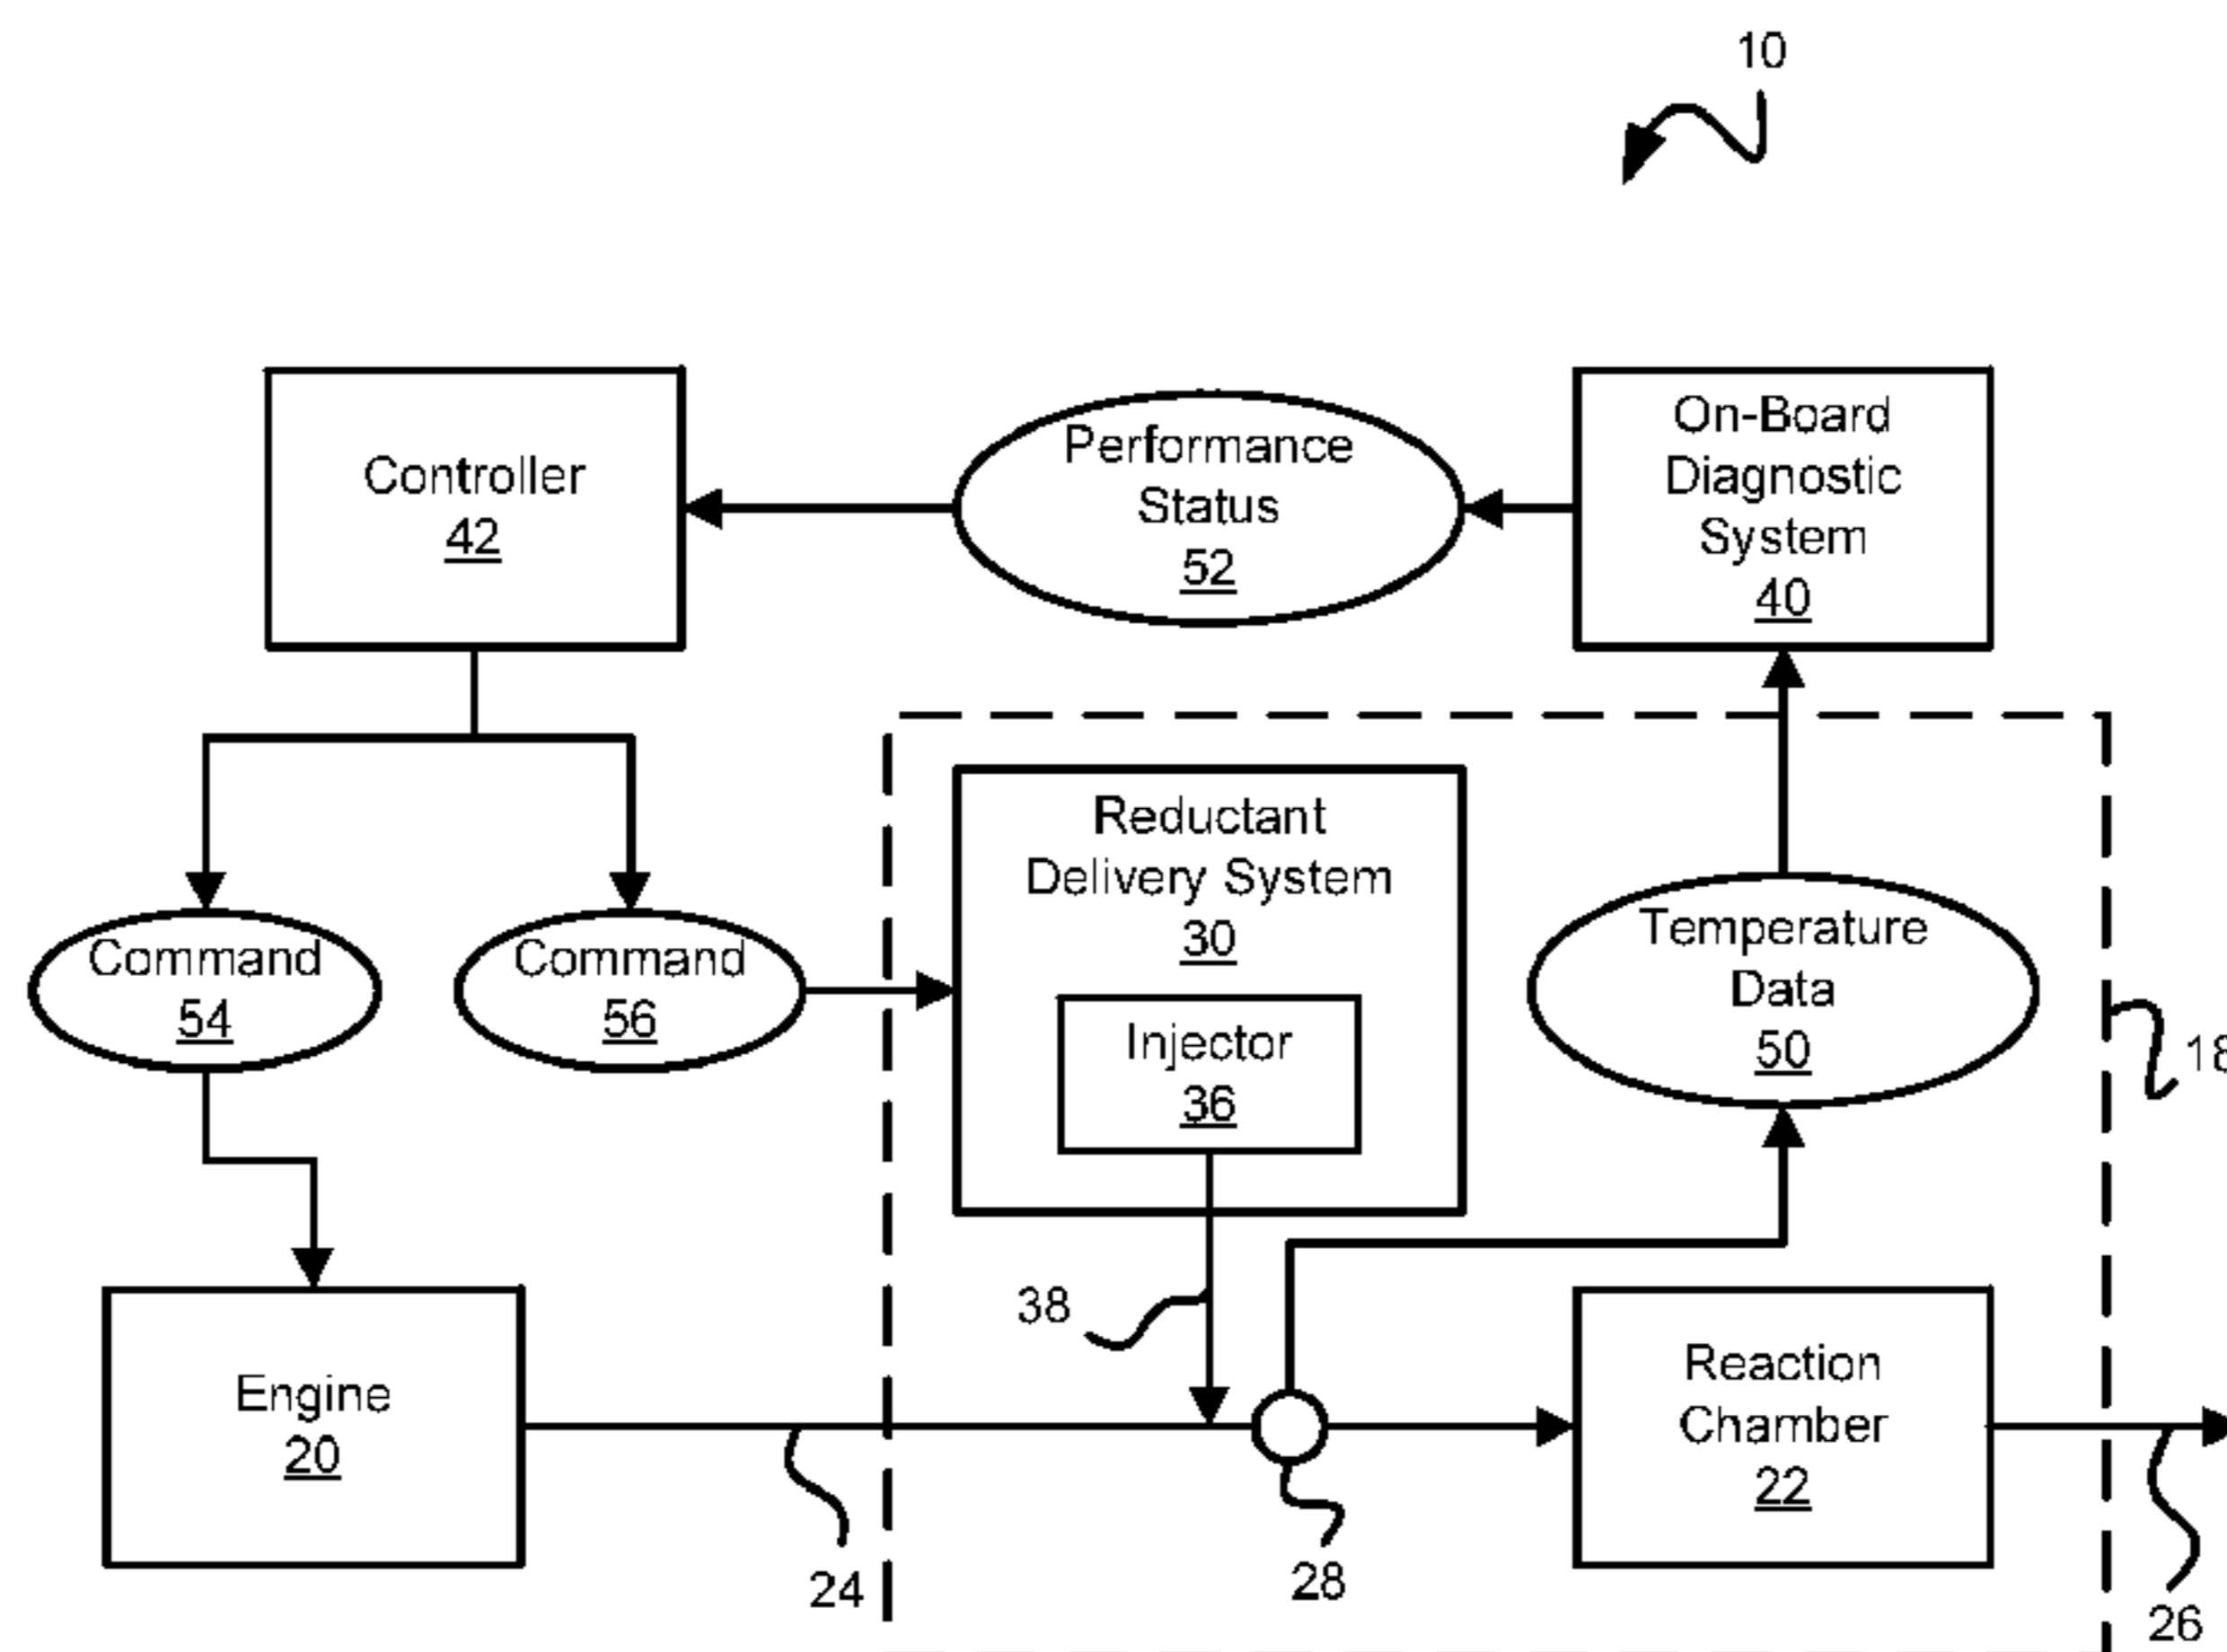 10
Controller
42
Performance
Status
52
On-Board
Diagnostic
System
40
Command
54
Command
56
Reductant
Delivery System
30
Injector
36
Temperature
Data
50
18
38
Engine
20
Reaction
Chamber
22
24
28
26